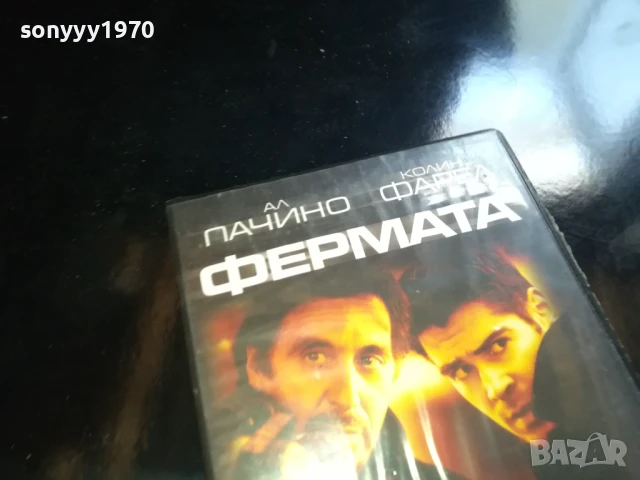 sonyyy1970
АЛ
ПАЧИНО
КОЛИН
ФЕРМАТА
BAZAR